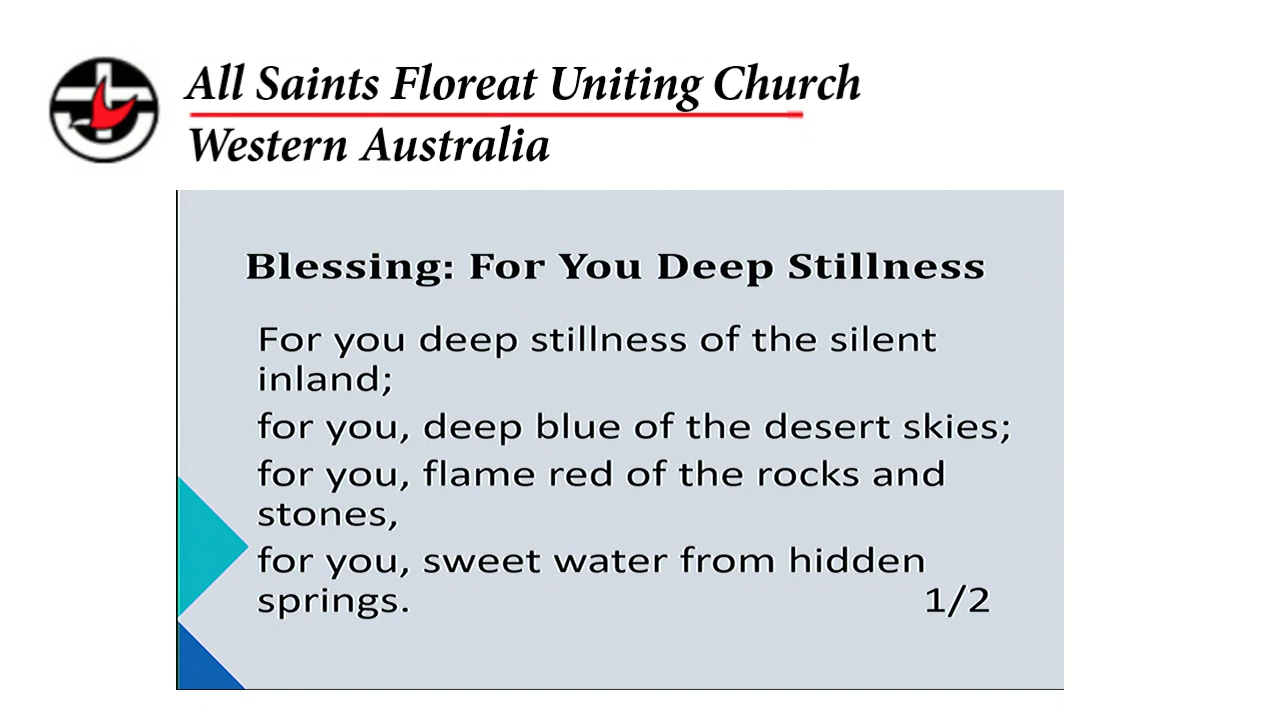 All Saints Floreat Uniting Church
Western Australia
Blessing: For You Deep Stillness
For you deep stillness of the silent
inland;
for you, deep blue of the desert skies;
for you, flame red of the rocks and
stones,
for you, sweet water from hidden
springs. 1/2